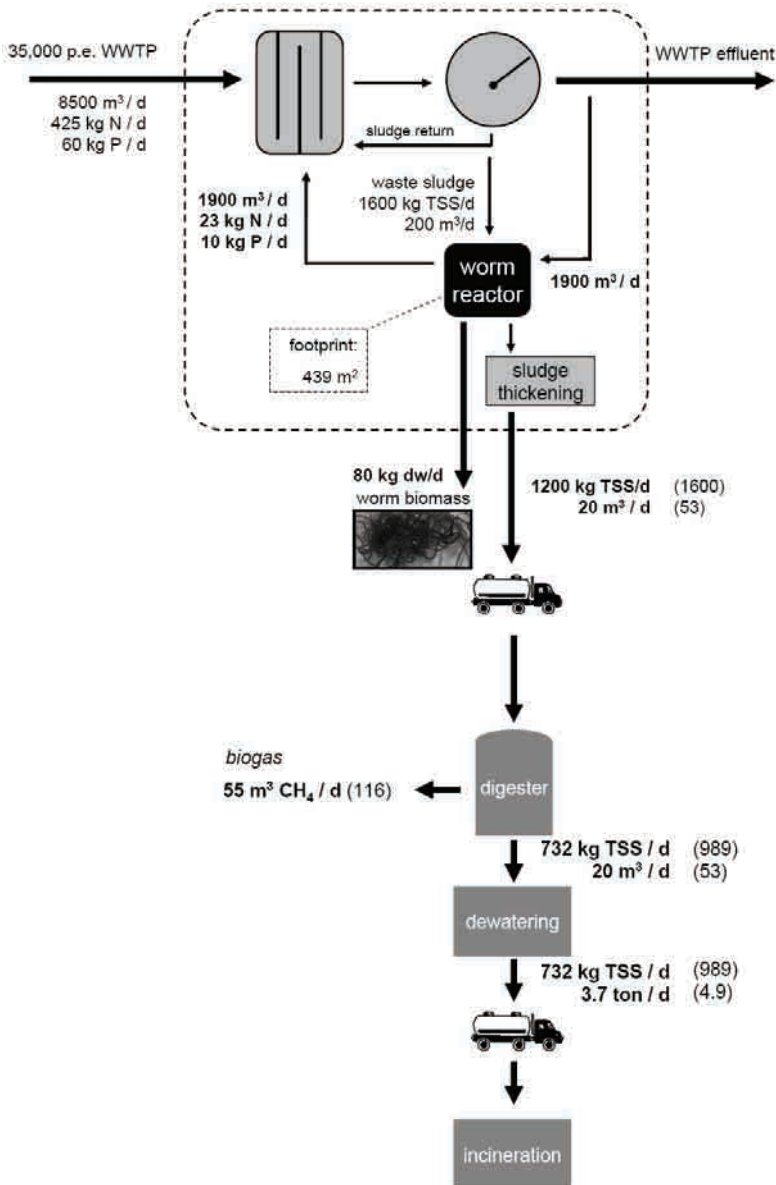 35,000 p.e. WWTP
WWTP effluent
8500 m³ / d
425 kg N / d
60 kg P / d
sludge return
waste sludge
1600 kg TSS/d
200 m³/d
1900 m³ / d
23 kg N / d
10 kg P / d
worm
reactor
1900 m³ / d
footprint:
439 m²
sludge
thickening
80 kg dw/d
worm biomass
1200 kg TSS/d (1600)
20 m³ / d (53)
biogas
55 m³ CH₄ / d (116)
digester
732 kg TSS / d (989)
20 m³ / d (53)
dewatering
732 kg TSS / d (989)
3.7 ton / d (4.9)
incineration